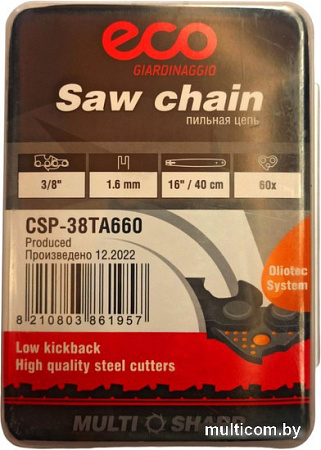 eco
GIARDINAGGIO
Saw chain
пильная цепь
3/8" 1.6 mm 16" / 40 cm 60x
CSP-38TA660
Produced
Произведено 12.2022
8 210803 861957
Oliotec
System
Low kickback
High quality steel cutters
MULTI SHARP
multicom.by